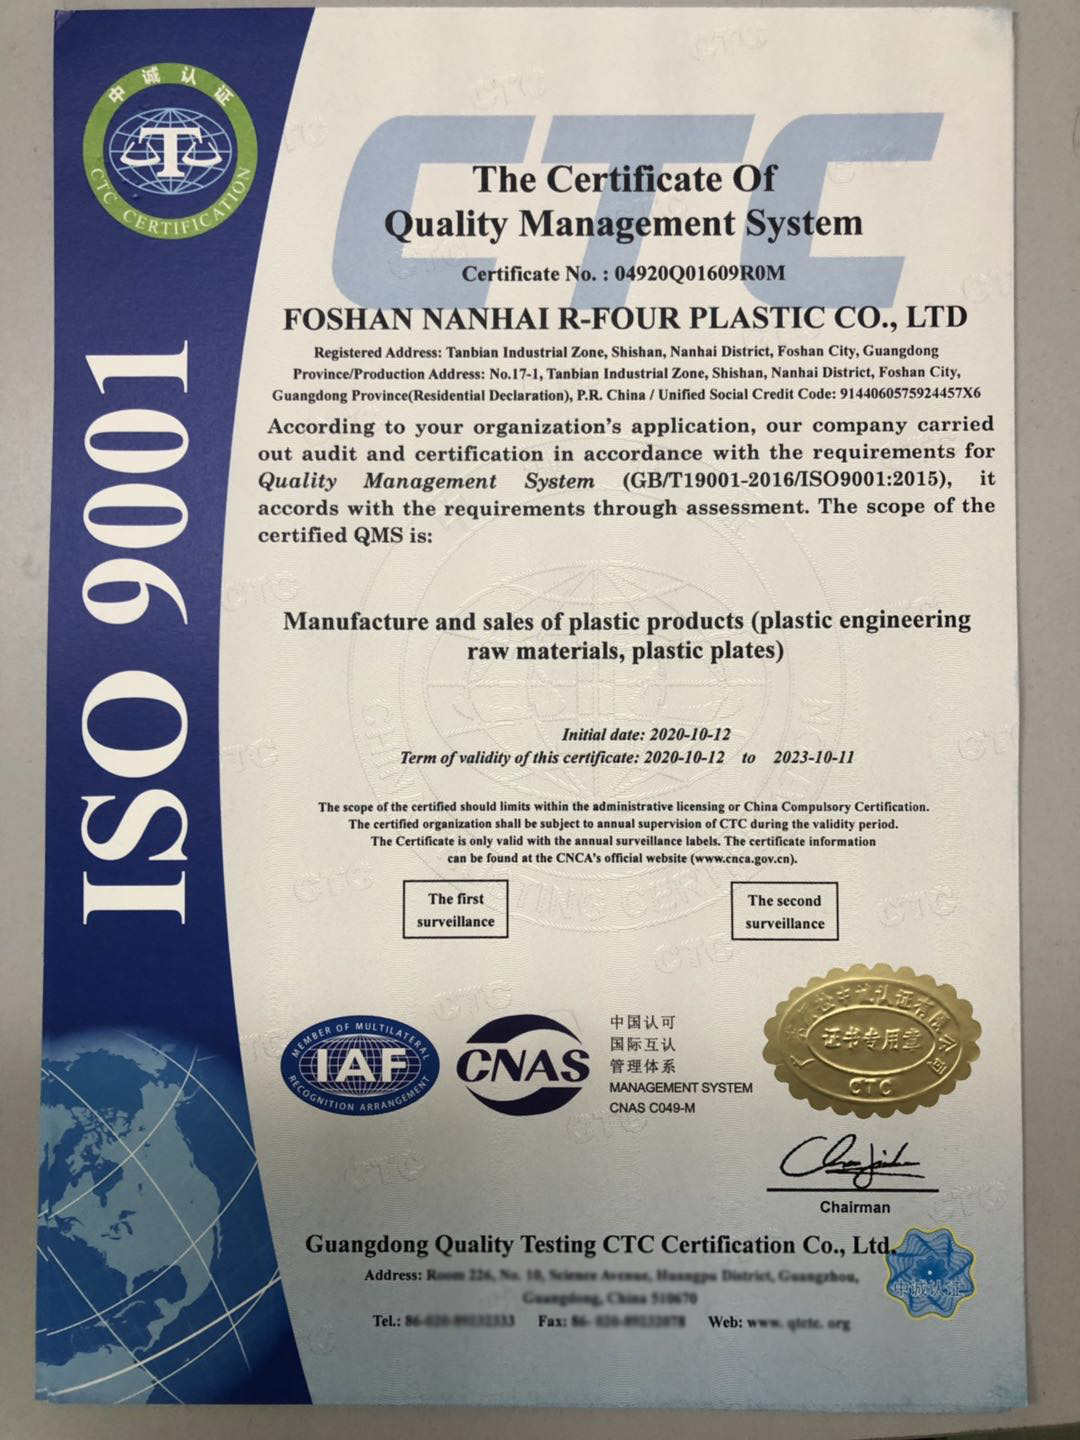 中诚认证
CTC CERTIFICATION
ISO 9001
CTC
The Certificate Of
Quality Management System
Certificate No. : 04920Q01609R0M
FOSHAN NANHAI R-FOUR PLASTIC CO., LTD
Registered Address: Tanbian Industrial Zone, Shishan, Nanhai District, Foshan City, Guangdong
Province/Production Address: No.17-1, Tanbian Industrial Zone, Shishan, Nanhai District, Foshan City,
Guangdong Province(Residential Declaration), P.R. China / Unified Social Credit Code: 9144060575924457X6
According to your organization's application, our company carried
out audit and certification in accordance with the requirements for
Quality Management System (GB/T19001-2016/ISO9001:2015), it
accords with the requirements through assessment. The scope of the
certified QMS is:
Manufacture and sales of plastic products (plastic engineering
raw materials, plastic plates)
Initial date: 2020-10-12
Term of validity of this certificate: 2020-10-12 to 2023-10-11
The scope of the certified should limits within the administrative licensing or China Compulsory Certification.
The certified organization shall be subject to annual supervision of CTC during the validity period.
The Certificate is only valid with the annual surveillance labels. The certificate information
can be found at the CNCA's official website (www.cnca.gov.cn).
The first
surveillance
The second
surveillance
MEMBER OF MULTILATERAL
IAF
RECOGNITION ARRANGEMENT
CNAS
中国认可
国际互认
管理体系
MANAGEMENT SYSTEM
CNAS C049-M
证书专用章
CTC
Chairman
Guangdong Quality Testing CTC Certification Co., Ltd.
Address:
Tel.: Fax: Web:
中诚认证